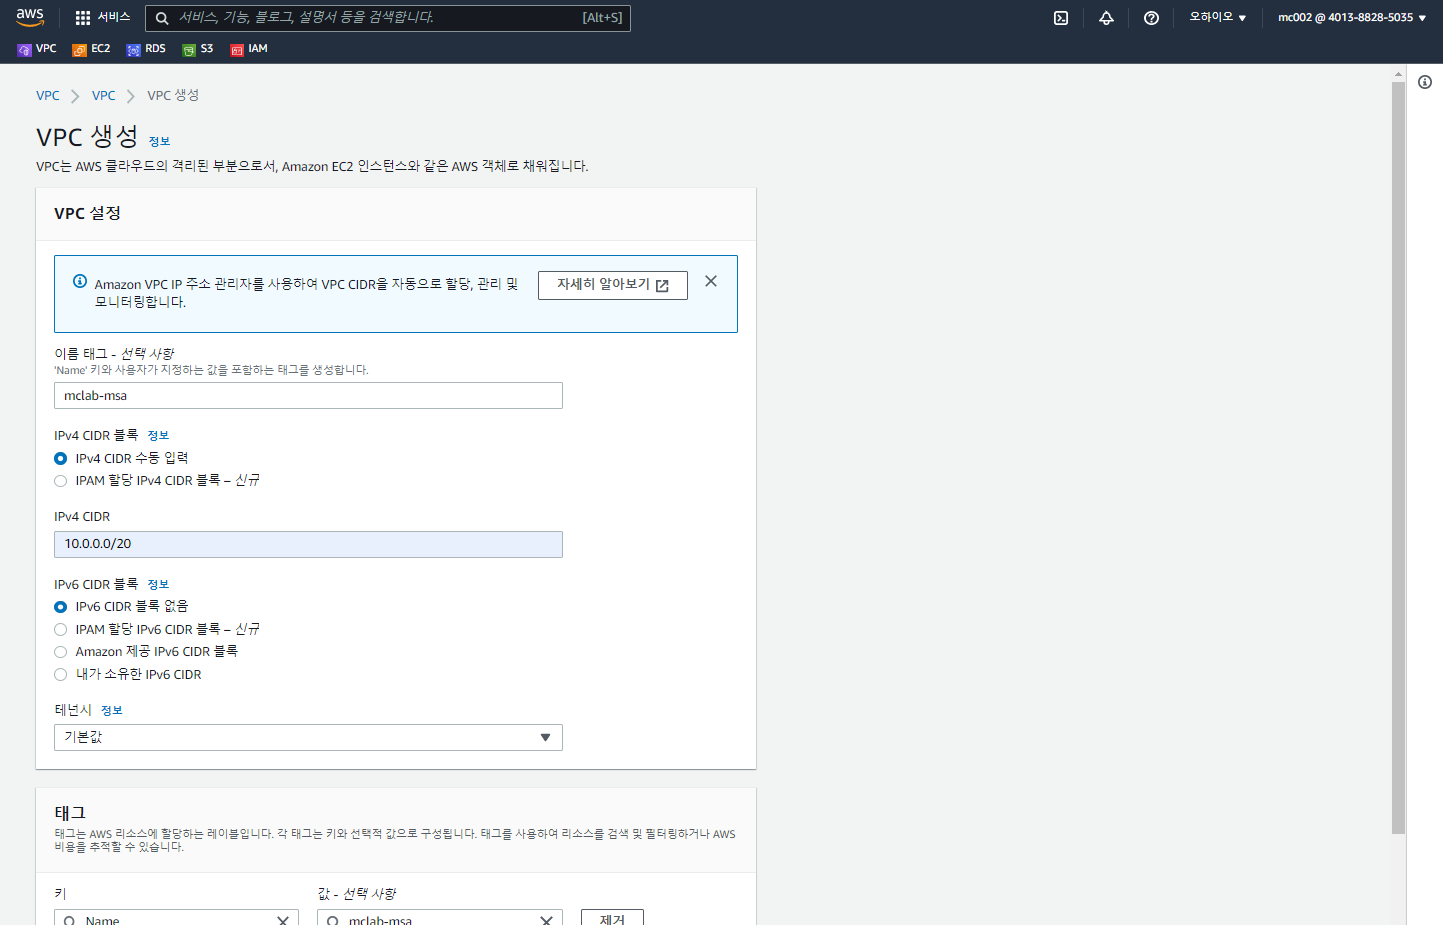 aws
서비스
서비스, 기능, 블로그, 설명서 등을 검색합니다.
[Alt+S]
오하이오 ▼
mc002 @ 4013-8828-5035 ▼
VPC
EC2
RDS
S3
IAM
VPC
VPC
VPC 생성
VPC 생성 정보
VPC는 AWS 클라우드의 격리된 부분으로서, Amazon EC2 인스턴스와 같은 AWS 객체로 채워집니다.
VPC 설정
Amazon VPC IP 주소 관리자를 사용하여 VPC CIDR을 자동으로 할당, 관리 및
모니터링합니다.
자세히 알아보기
이름 태그 - 선택 사항
'Name' 키와 사용자가 지정하는 값을 포함하는 태그를 생성합니다.
mclab-msa
IPv4 CIDR 블록 정보
IPv4 CIDR 수동 입력
IPAM 할당 IPv4 CIDR 블록 – 신규
IPv4 CIDR
10.0.0.0/20
IPv6 CIDR 블록 정보
IPv6 CIDR 블록 없음
IPAM 할당 IPv6 CIDR 블록 – 신규
Amazon 제공 IPv6 CIDR 블록
내가 소유한 IPv6 CIDR
테넌시 정보
기본값
태그
태그는 AWS 리소스에 할당하는 레이블입니다. 각 태그는 키와 선택적 값으로 구성됩니다. 태그를 사용하여 리소스를 검색 및 필터링하거나 AWS
비용을 추적할 수 있습니다.
키
값 - 선택 사항
Name
mclab-msa
제거